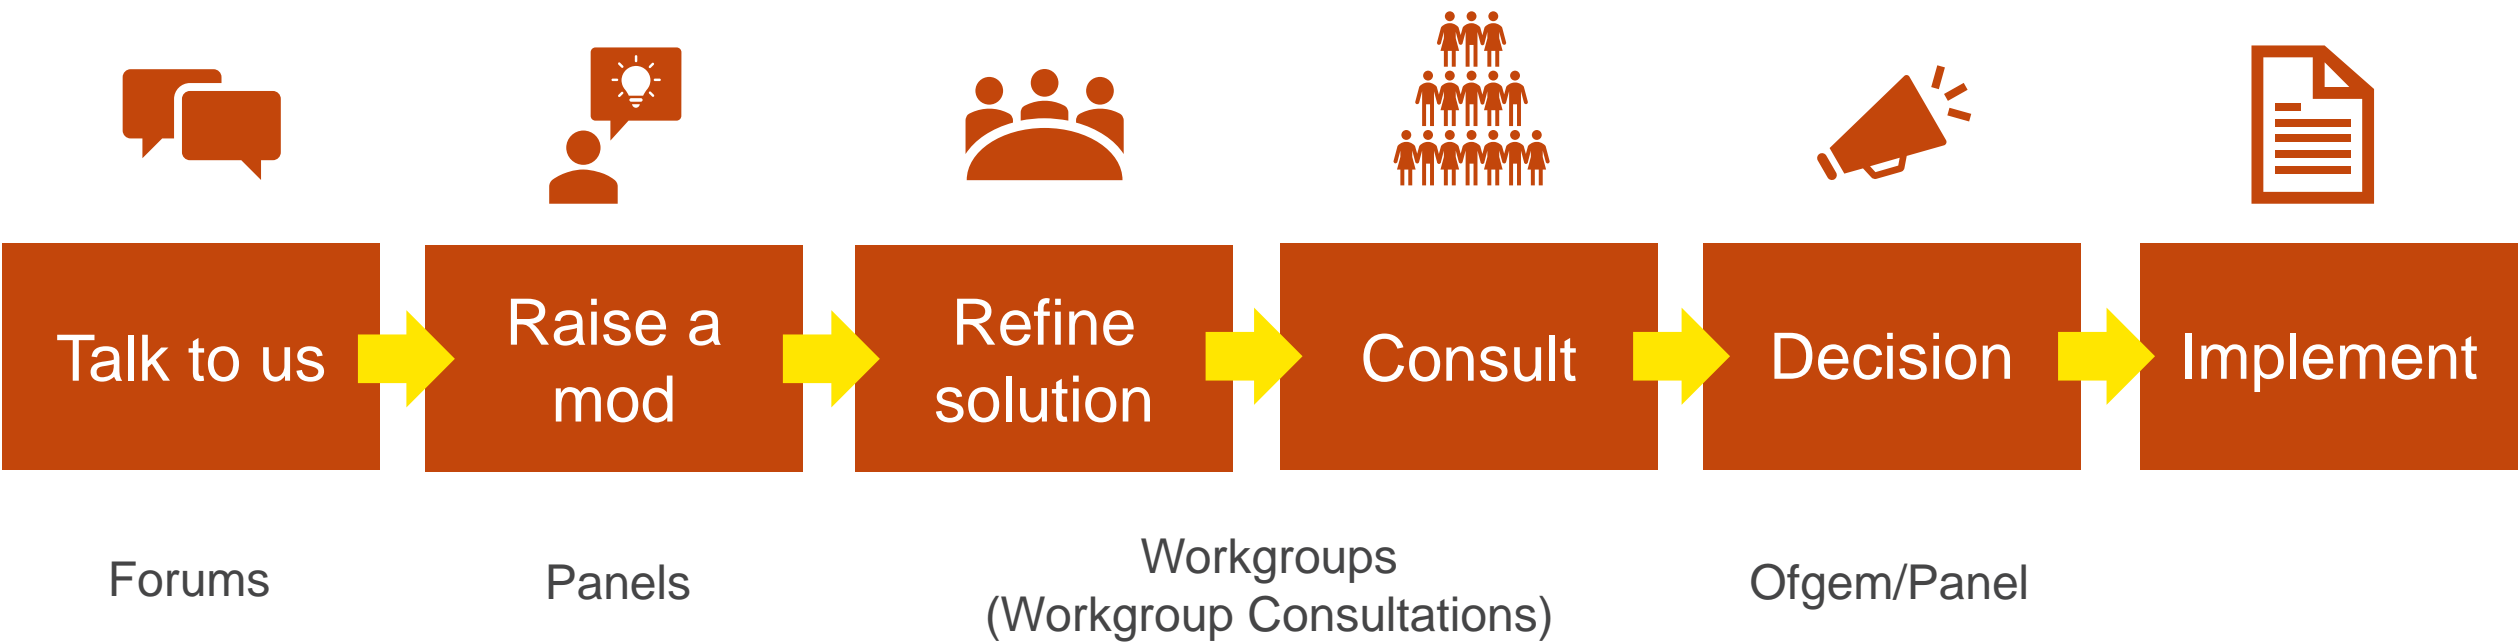 Talk to us
Raise a
mod
Refine
solution
Consult
Decision
Implement
Forums
Panels
Workgroups
(Workgroup Consultations)
Ofgem/Panel